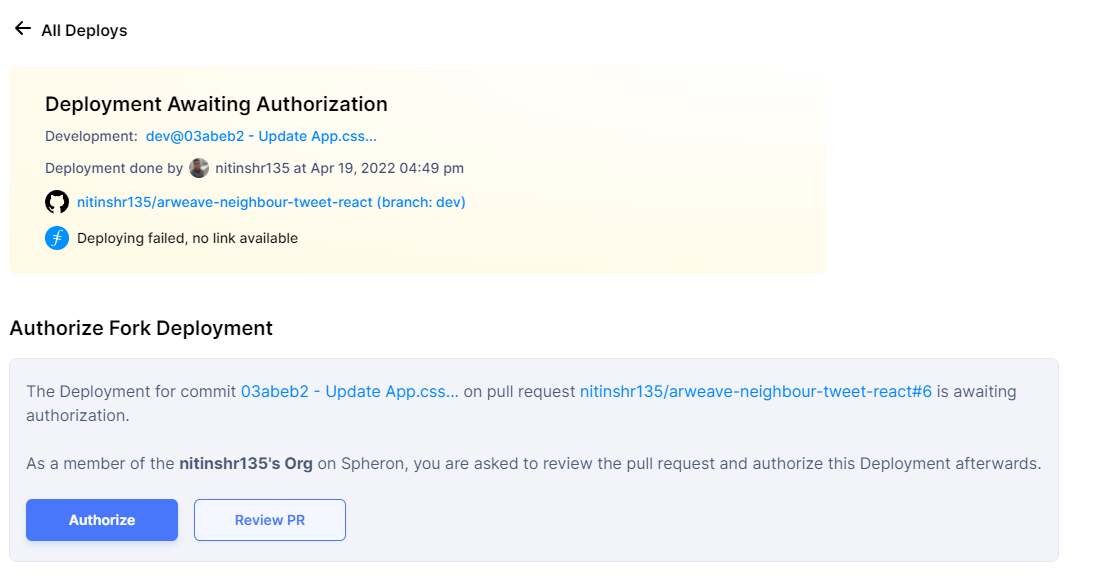 All Deploys
Deployment Awaiting Authorization
Development: dev@03abeb2 - Update App.css...
Deployment done by nitinshr135 at Apr 19, 2022 04:49 pm
nitinshr135/arweave-neighbour-tweet-react (branch: dev)
Deploying failed, no link available
Authorize Fork Deployment
The Deployment for commit 03abeb2 - Update App.css... on pull request nitinshr135/arweave-neighbour-tweet-react#6 is awaiting
authorization.
As a member of the nitinshr135's Org on Spheron, you are asked to review the pull request and authorize this Deployment afterwards.
Authorize Review PR